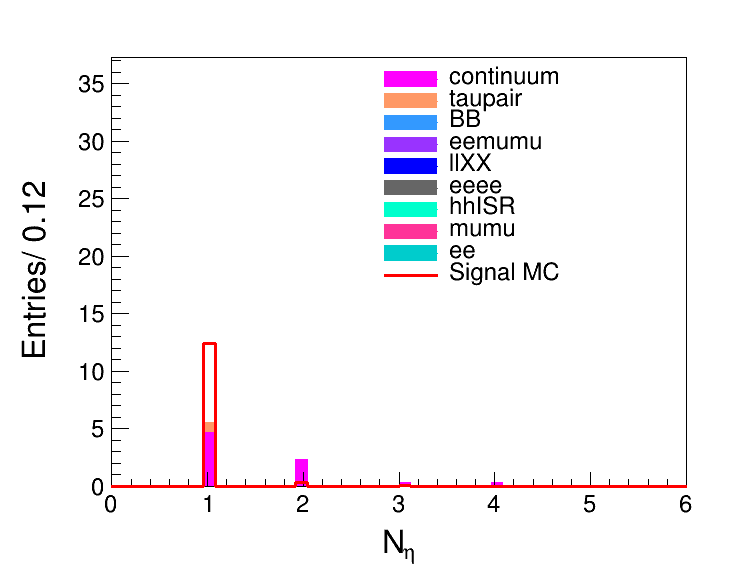 Entries/ 0.12
35
30
25
20
15
10
5
0
continuum
taupair
BB
eemumu
llXX
eeee
hhISR
mumu
ee
Signal MC
0 1 2 3 4 5 6
Nη